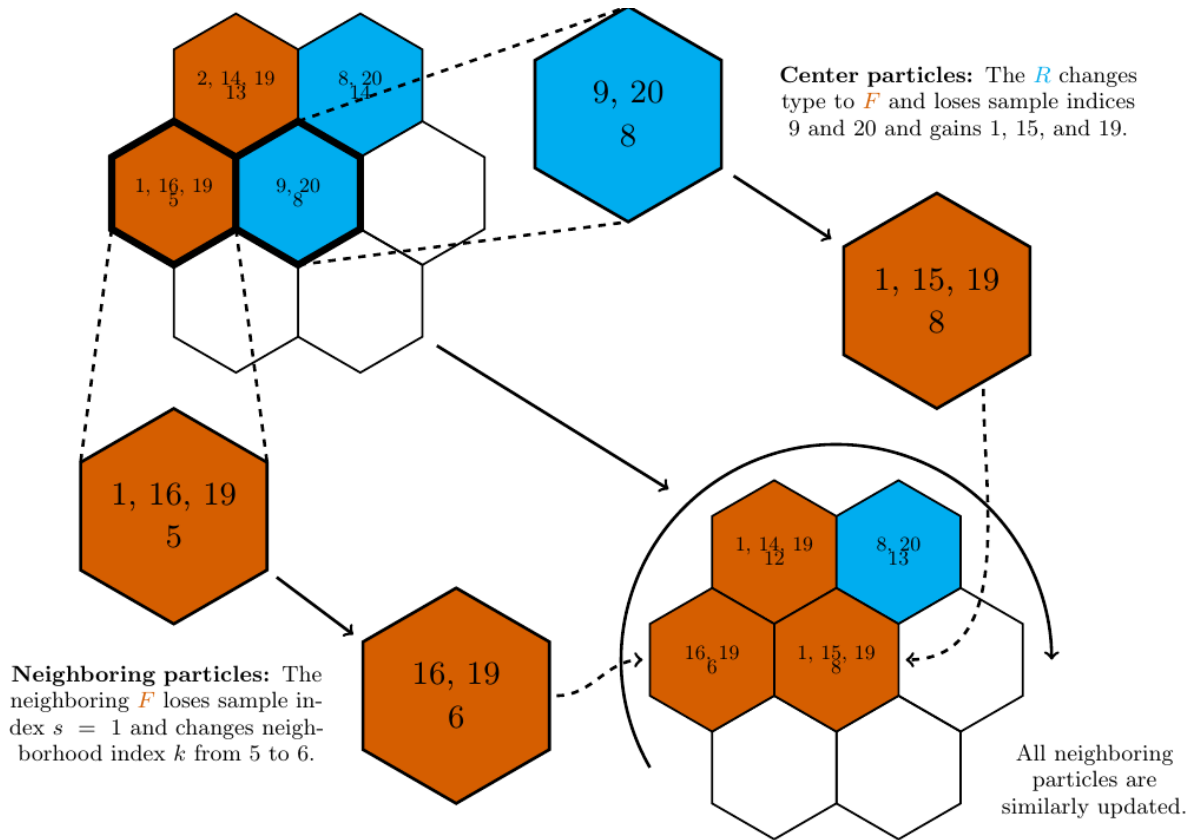 2, 14, 19
13
8, 20
14
1, 16, 19
5
9, 20
8
9, 20
8
Center particles: The R changes
type to F and loses sample indices
9 and 20 and gains 1, 15, and 19.
1, 15, 19
8
1, 16, 19
5
16, 19
6
Neighboring particles: The
neighboring F loses sample in-
dex s = 1 and changes neigh-
borhood index k from 5 to 6.
1, 14, 19
12
8, 20
13
16, 19
6
1, 15, 19
8
All neighboring
particles are
similarly updated.